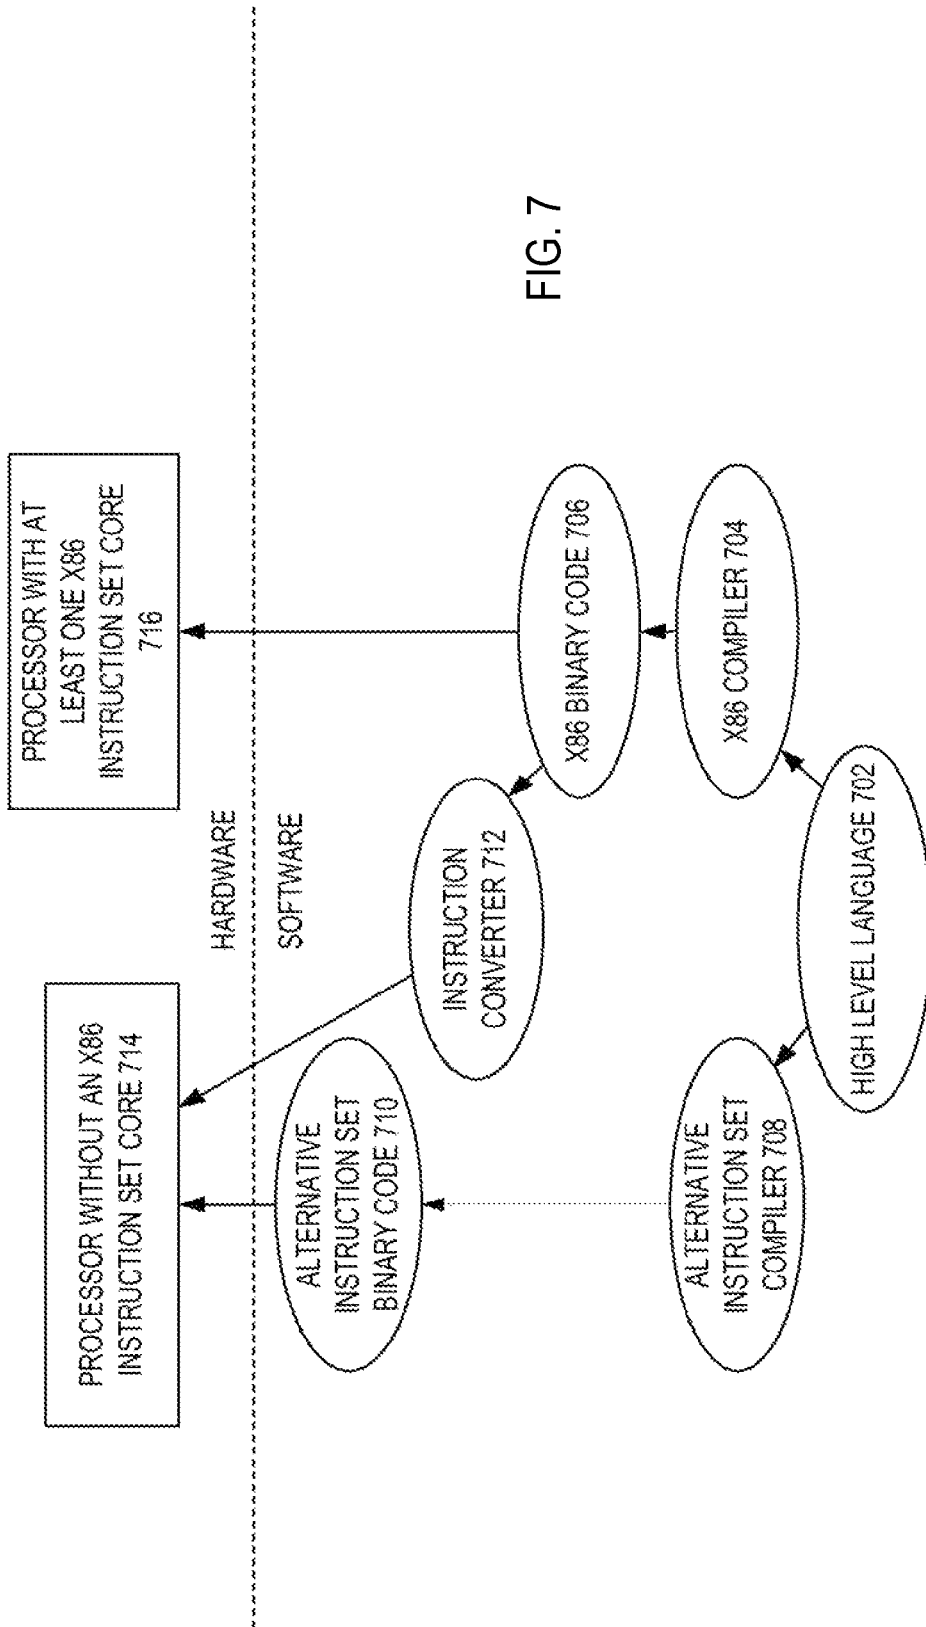 PROCESSOR WITHOUT AN X86
INSTRUCTION SET CORE 714
PROCESSOR WITH AT
LEAST ONE X86
INSTRUCTION SET CORE
716
HARDWARE
SOFTWARE
ALTERNATIVE
INSTRUCTION SET
BINARY CODE 710
INSTRUCTION
CONVERTER 712
X86 BINARY CODE 706
ALTERNATIVE
INSTRUCTION SET
COMPILER 708
X86 COMPILER 704
HIGH LEVEL LANGUAGE 702
FIG. 7